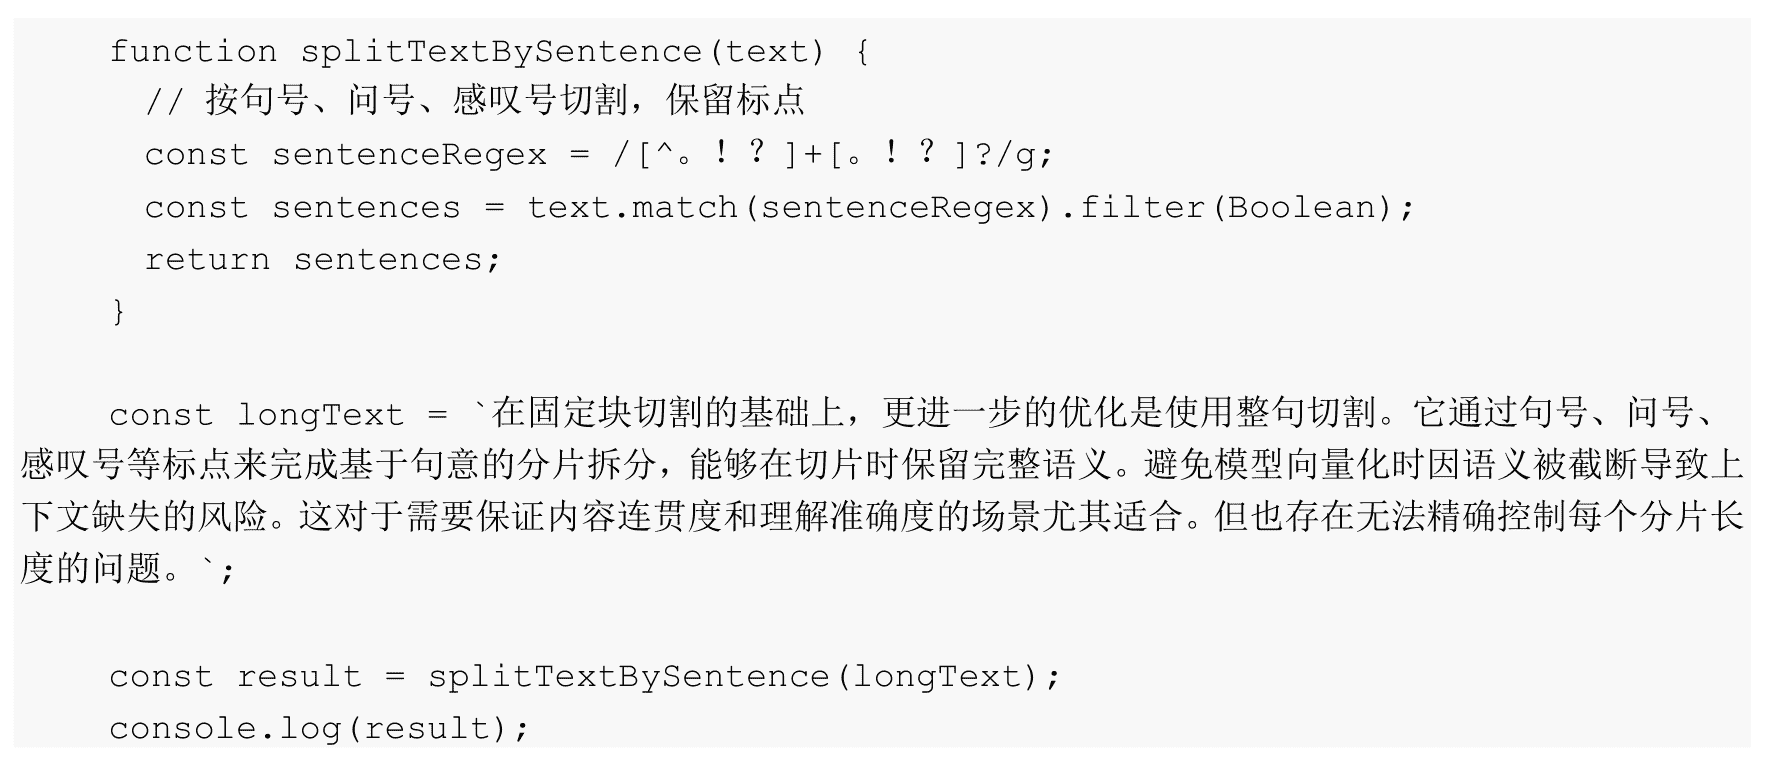 function splitTextBySentence(text) {
  // 按句号、问号、感叹号切割，保留标点
  const sentenceRegex = /[^。！？]+[。！？]?/g;
  const sentences = text.match(sentenceRegex).filter(Boolean);
  return sentences;
}
const longText = `在固定块切割的基础上，更进一步的优化是使用整句切割。它通过句号、问号、
感叹号等标点来完成基于句意的分片拆分，能够在切片时保留完整语义。避免模型向量化时因语义被截断导致上
下文缺失的风险。这对于需要保证内容连贯度和理解准确度的场景尤其适合。但也存在无法精确控制每个分片长
度的问题。`;
const result = splitTextBySentence(longText);
console.log(result);